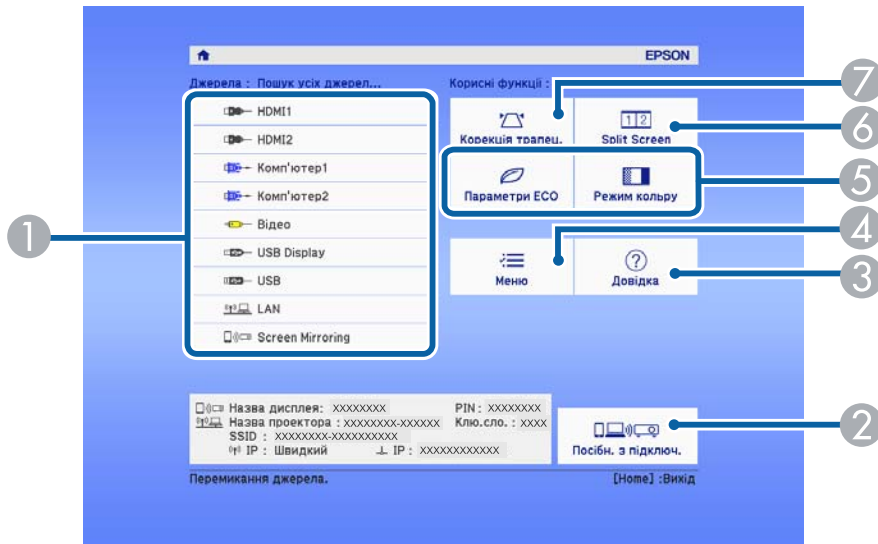 EPSON
Джерела : Пошук усіх джерел...
HDMI1
HDMI2
Комп'ютер1
Комп'ютер2
Відео
USB Display
USB
LAN
Screen Mirroring
Корисні функції :
Корекція трапец.
1 2
Split Screen
Параметри ECO
Режим кольру
Меню
?
Довідка
Назва дисплея: XXXXXXXX PIN : XXXXXXXX
Назва проектора : XXXXXXXX-XXXXXX Клю.сло. : XXXX
SSID : XXXXXXXX-XXXXXXXXXX
IP : Швидкий IP : XXXXXXXXXXXX
Посібн. з підключ.
Перемикання джерела. [Home] :Вихід
1
7
6
5
4
3
2